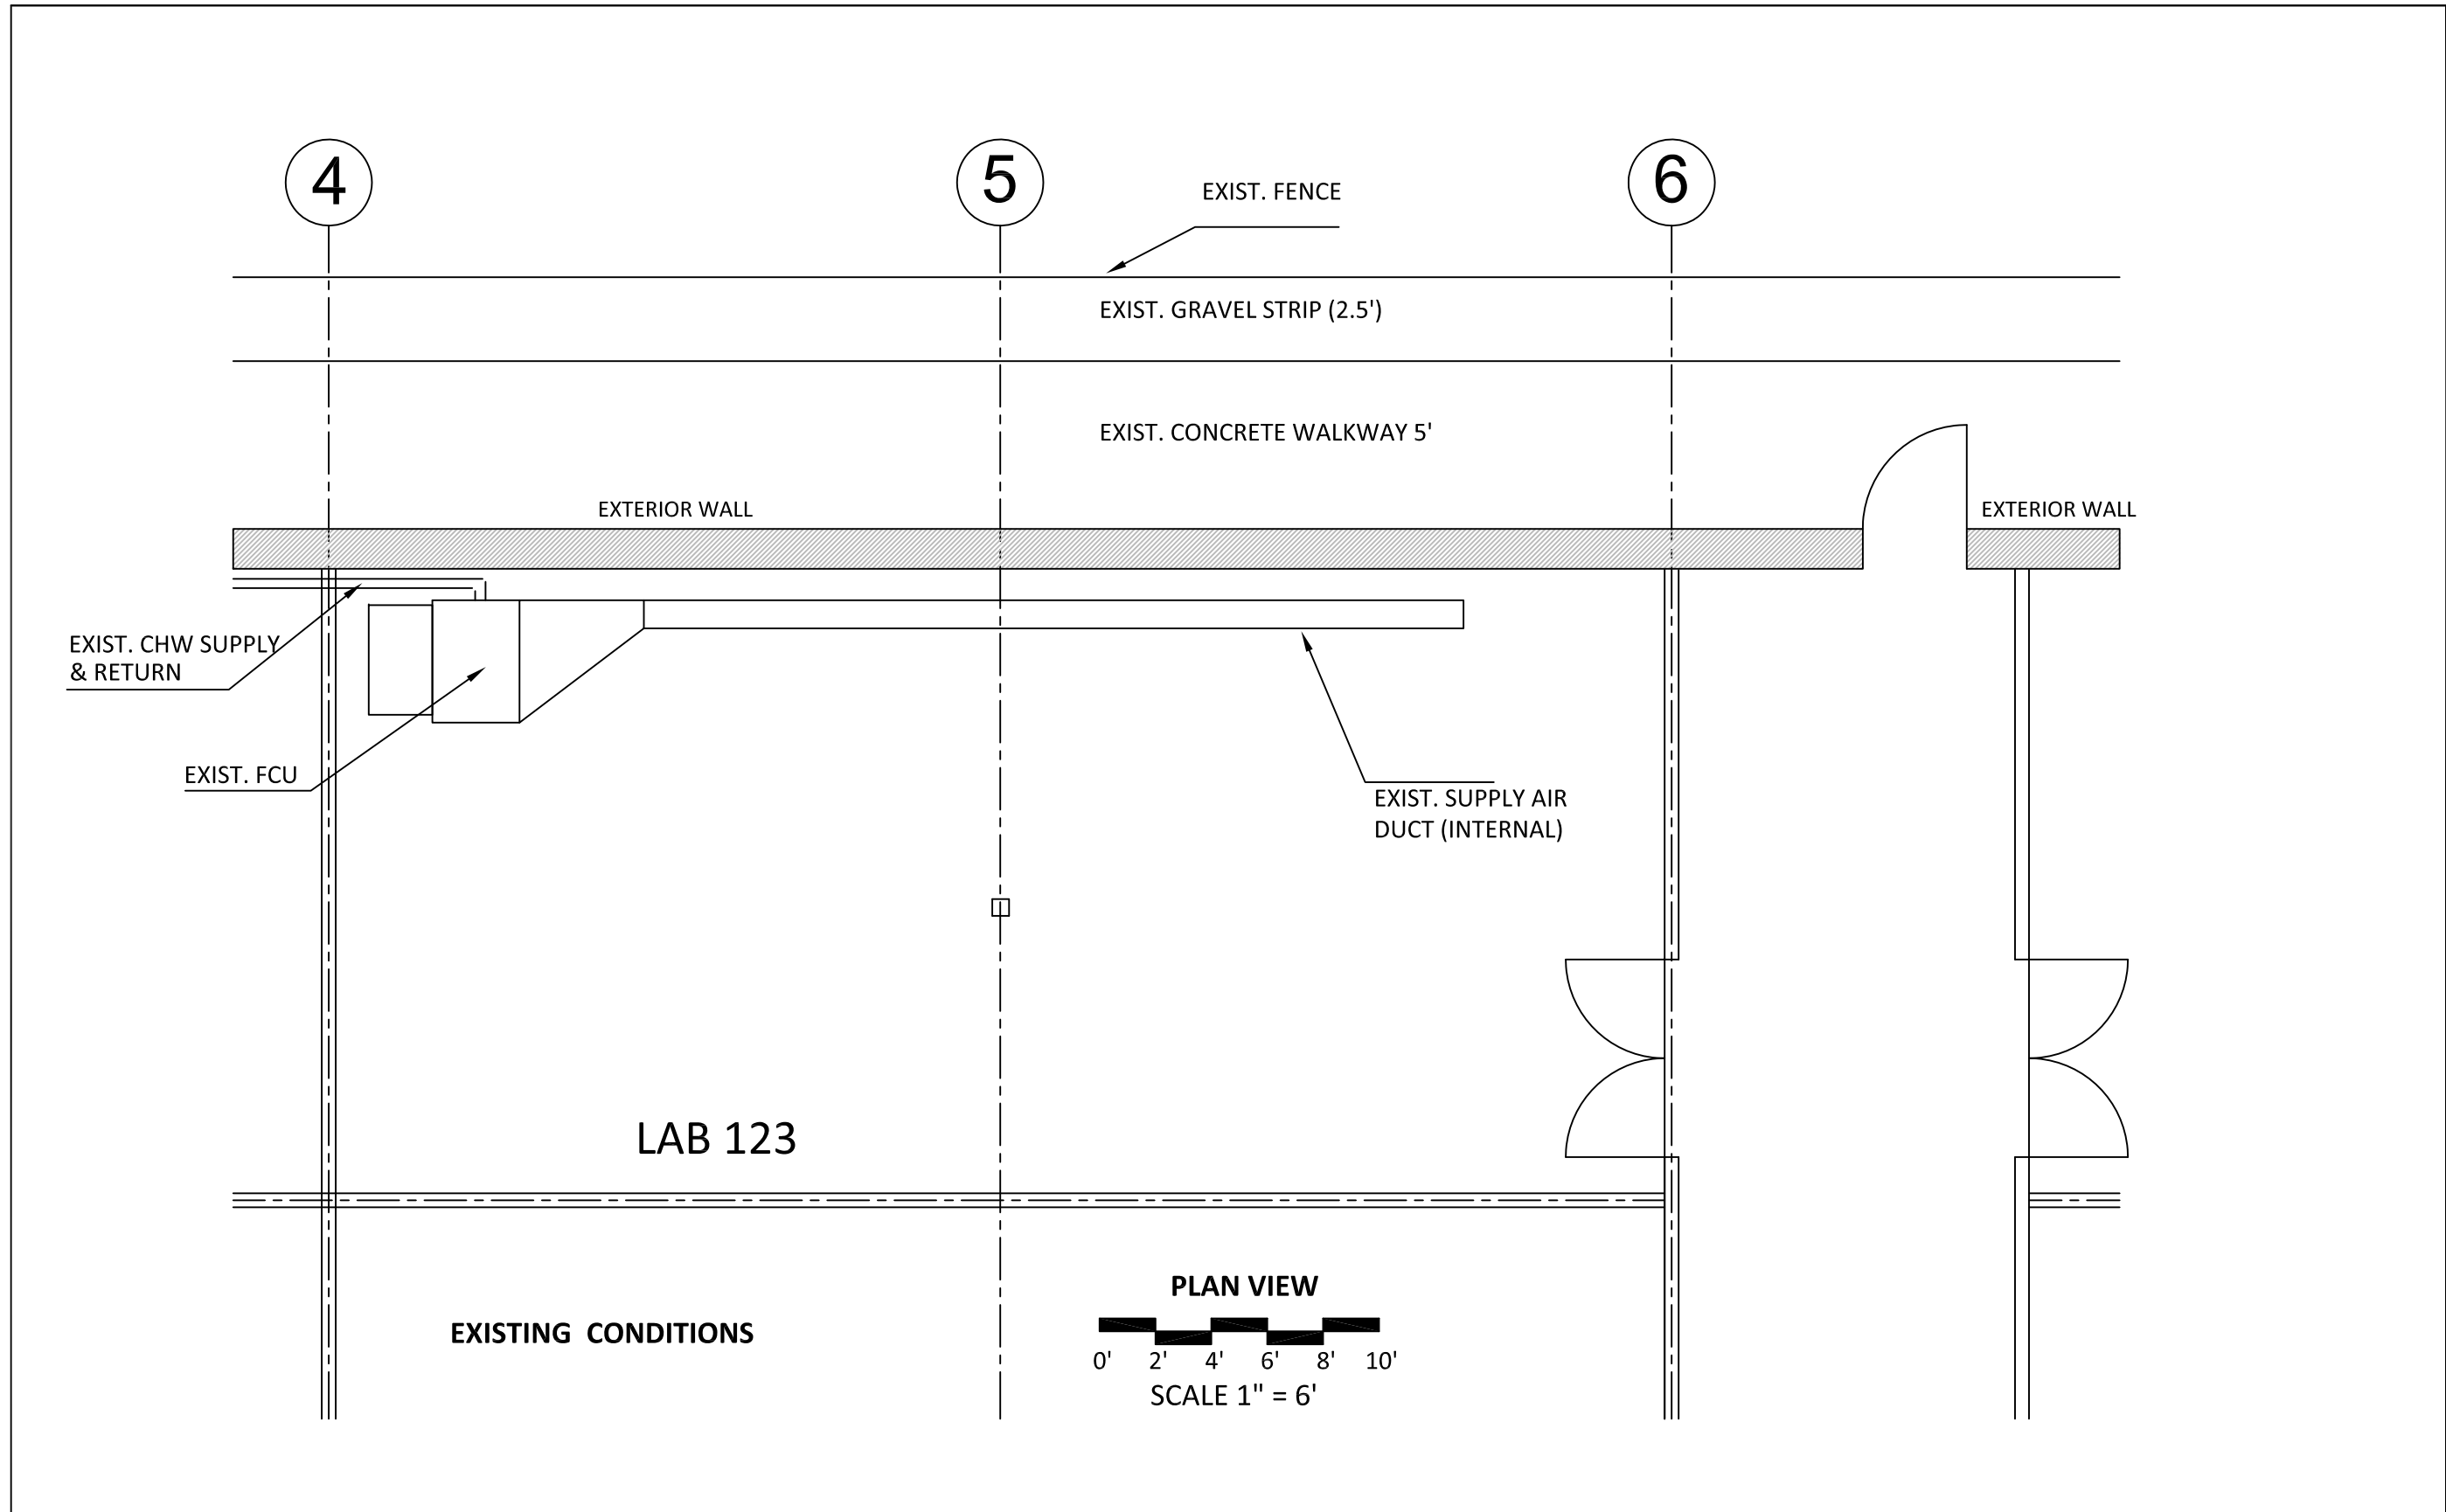 4
5
6
EXIST. FENCE
EXIST. GRAVEL STRIP (2.5')
EXIST. CONCRETE WALKWAY 5'
EXTERIOR WALL
EXTERIOR WALL
EXIST. CHW SUPPLY
& RETURN
EXIST. FCU
EXIST. SUPPLY AIR
DUCT (INTERNAL)
LAB 123
EXISTING CONDITIONS
PLAN VIEW
0' 2' 4' 6' 8' 10'
SCALE 1" = 6'